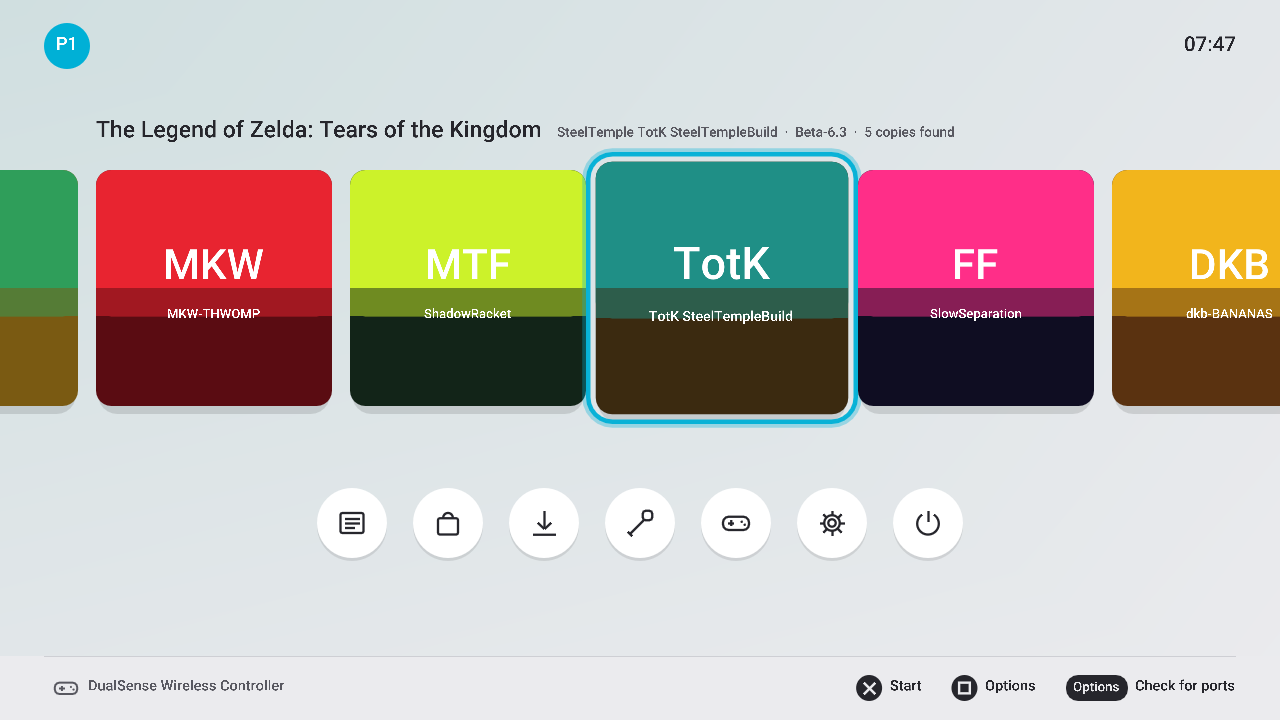 P1
07:47
The Legend of Zelda: Tears of the Kingdom
SteelTemple TotK SteelTempleBuild · Beta-6.3 · 5 copies found
MKW
MKW-THWOMP
MTF
ShadowRacket
TotK
TotK SteelTempleBuild
FF
SlowSeparation
DKB
dkb-BANANAS
DualSense Wireless Controller
Start
Options
Options
Check for ports